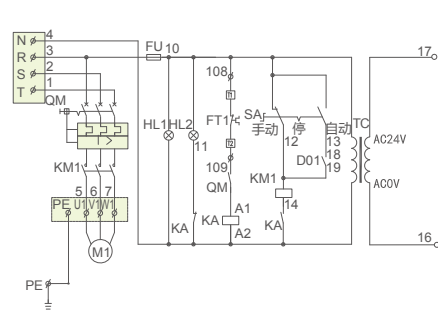 N 4
R 3
S 2
T 1
QM
FU 10
17
108
HL1 HL2
11
FT1
SA
手动 停 自动
12 13
TC
AC24V
AC0V
D01
18
19
109
QM
KM1
KM1
5 6 7
PE U1 V1 W1
M1
I>
KA
KA
A1
A2
14
KA
16
PE